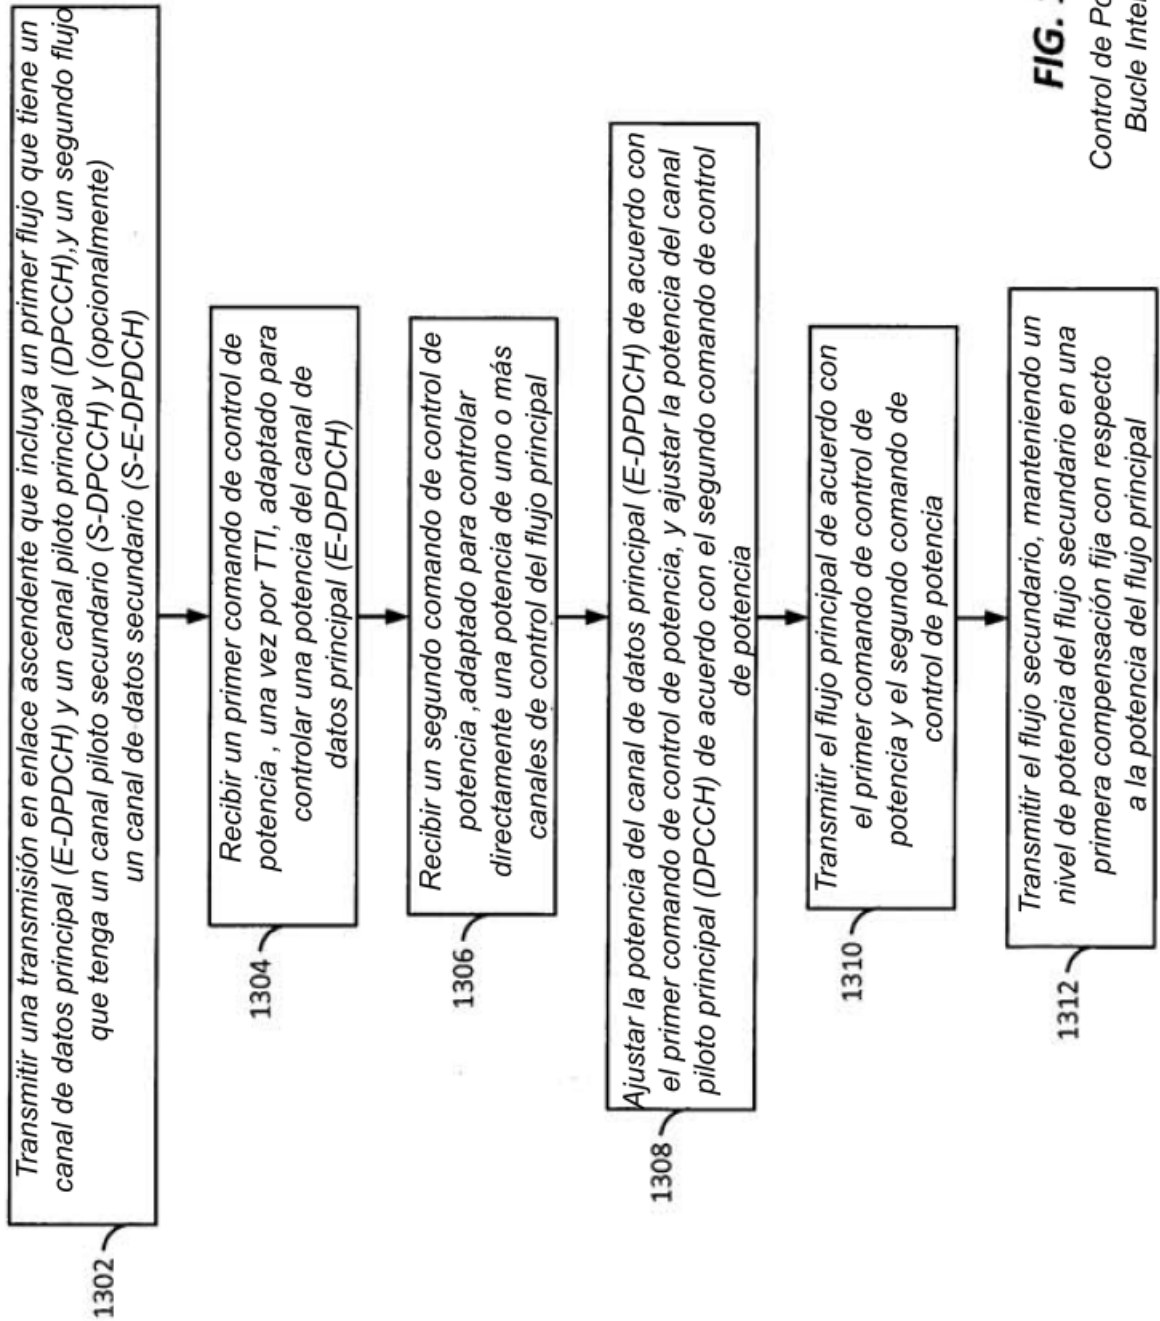 1302
Transmitir una transmisión en enlace ascendente que incluya un primer flujo que tiene un
canal de datos principal (E-DPDCH) y un canal piloto principal (DPCCH),y un segundo flujo
que tenga un canal piloto secundario (S-DPCCH) y (opcionalmente)
un canal de datos secundario (S-E-DPDCH)
1304
Recibir un primer comando de control de
potencia , una vez por TTI, adaptado para
controlar una potencia del canal de
datos principal (E-DPDCH)
1306
Recibir un segundo comando de control de
potencia ,adaptado para controlar
directamente una potencia de uno o más
canales de control del flujo principal
1308
Ajustar la potencia del canal de datos principal (E-DPDCH) de acuerdo con
el primer comando de control de potencia, y ajustar la potencia del canal
piloto principal (DPCCH) de acuerdo con el segundo comando de control
de potencia
1310
Transmitir el flujo principal de acuerdo con
el primer comando de control de
potencia y el segundo comando de
control de potencia
1312
Transmitir el flujo secundario, manteniendo un
nivel de potencia del flujo secundario en una
primera compensación fija con respecto
a la potencia del flujo principal
FIG.
Control de
Bucle